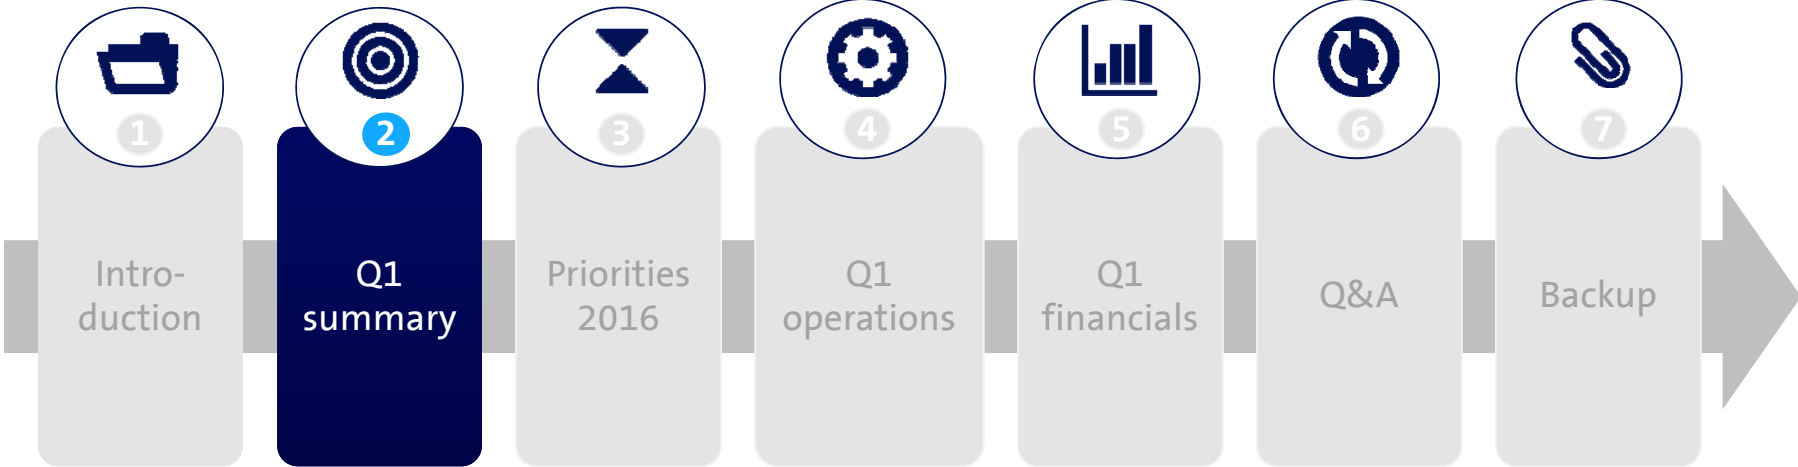 1
2
3
4
5
6
7
Intro-
duction
Q1
summary
Priorities
2016
Q1
operations
Q1
financials
Q&A
Backup